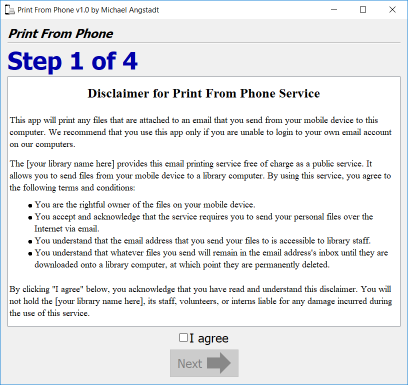 Print From Phone v1.0 by Michael Angstadt
Print From Phone
Step 1 of 4
Disclaimer for Print From Phone Service
This app will print any files that are attached to an email that you send from your mobile device to this
computer. We recommend that you use this app only if you are unable to login to your own email account
on our computers.
The [your library name here] provides this email printing service free of charge as a public service. It
allows you to send files from your mobile device to a library computer. By using this service, you agree to
the following terms and conditions:
● You are the rightful owner of the files on your mobile device.
● You accept and acknowledge that the service requires you to send your personal files over the
Internet via email.
● You understand that the email address that you send your files to is accessible to library staff.
● You understand that whatever files you send will remain in the email address's inbox until they are
downloaded onto a library computer, at which point they are permanently deleted.
By clicking "I agree" below, you acknowledge that you have read and understand this disclaimer. You will
not hold the [your library name here], its staff, volunteers, or interns liable for any damage incurred during
the use of this service.
I agree
Next